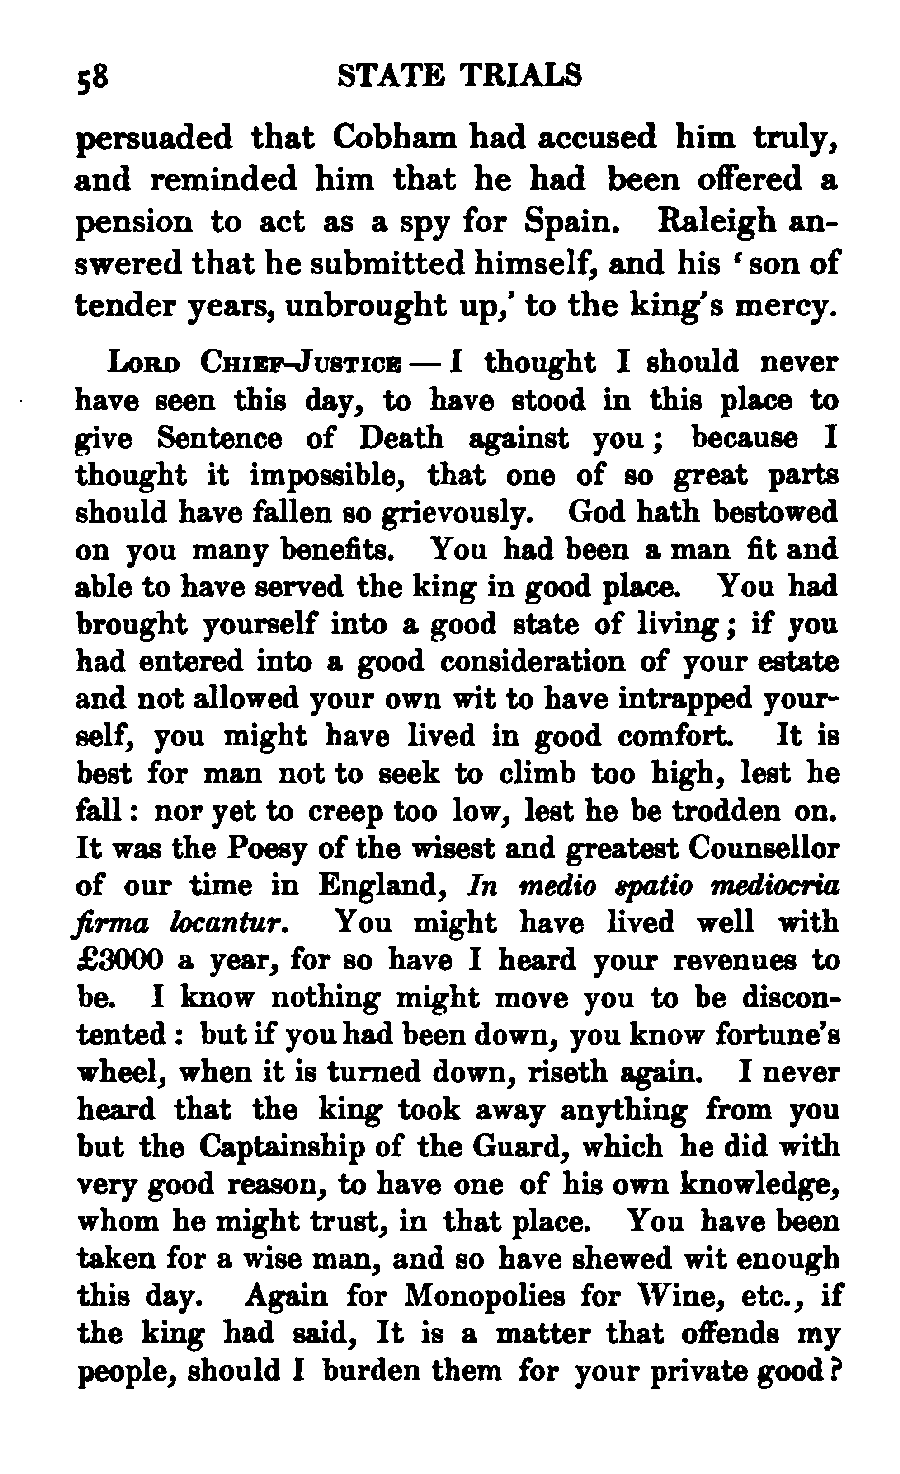 58 STATE TRIALS
persuaded that Cobham had accused him truly,
and reminded him that he had been offered a
pension to act as a spy for Spain. Raleigh an-
swered that he submitted himself, and his ‘son of
tender years, unbrought up,’ to the king’s mercy.
LORD CHIEF-JUSTICE — I thought I should never
have seen this day, to have stood in this place to
give Sentence of Death against you; because I
thought it impossible, that one of so great parts
should have fallen so grievously. God hath bestowed
on you many benefits. You had been a man fit and
able to have served the king in good place. You had
brought yourself into a good state of living; if you
had entered into a good consideration of your estate
and not allowed your own wit to have intrapped your-
self, you might have lived in good comfort. It is
best for man not to seek to climb too high, lest he
fall: nor yet to creep too low, lest he be trodden on.
It was the Poesy of the wisest and greatest Counsellor
of our time in England, In medio spatio mediocria
firma locantur. You might have lived well with
£3000 a year, for so have I heard your revenues to
be. I know nothing might move you to be discon-
tented: but if you had been down, you know fortune’s
wheel, when it is turned down, riseth again. I never
heard that the king took away anything from you
but the Captainship of the Guard, which he did with
very good reason, to have one of his own knowledge,
whom he might trust, in that place. You have been
taken for a wise man, and so have shewed wit enough
this day. Again for Monopolies for Wine, etc., if
the king had said, It is a matter that offends my
people, should I burden them for your private good?